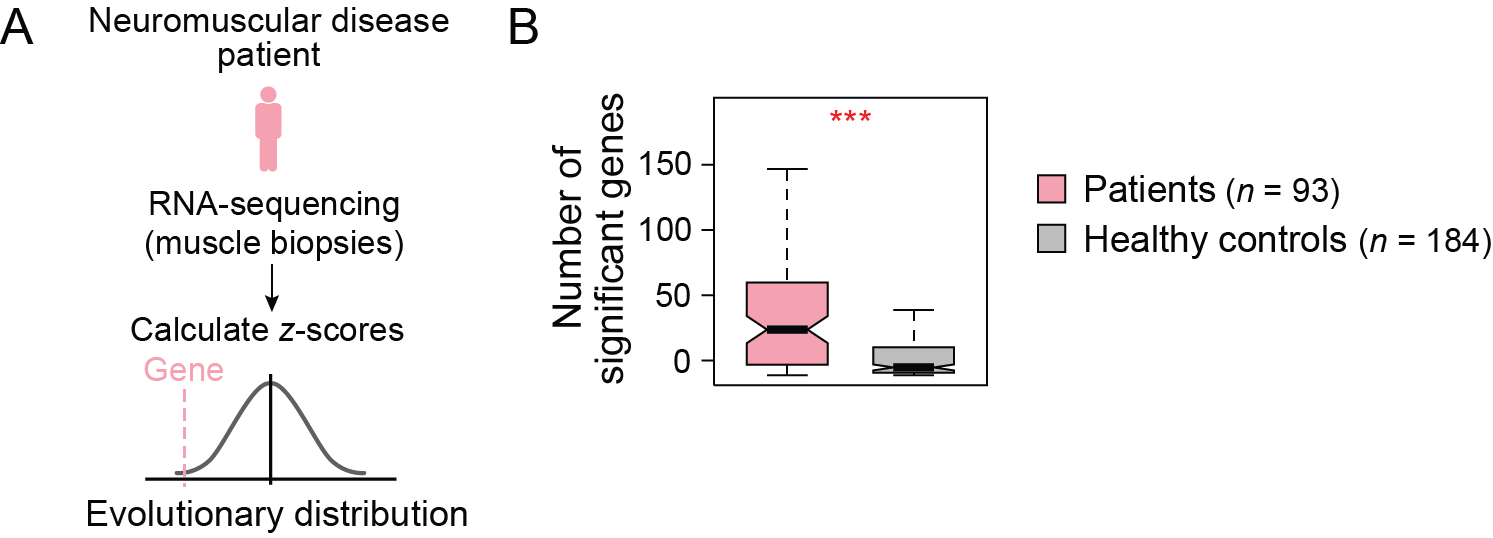 A
Neuromuscular disease
patient
RNA-sequencing
(muscle biopsies)
Calculate z-scores
Gene
Evolutionary distribution
B
Number of
significant genes
150
100
50
0
***
Patients (n = 93)
Healthy controls (n = 184)